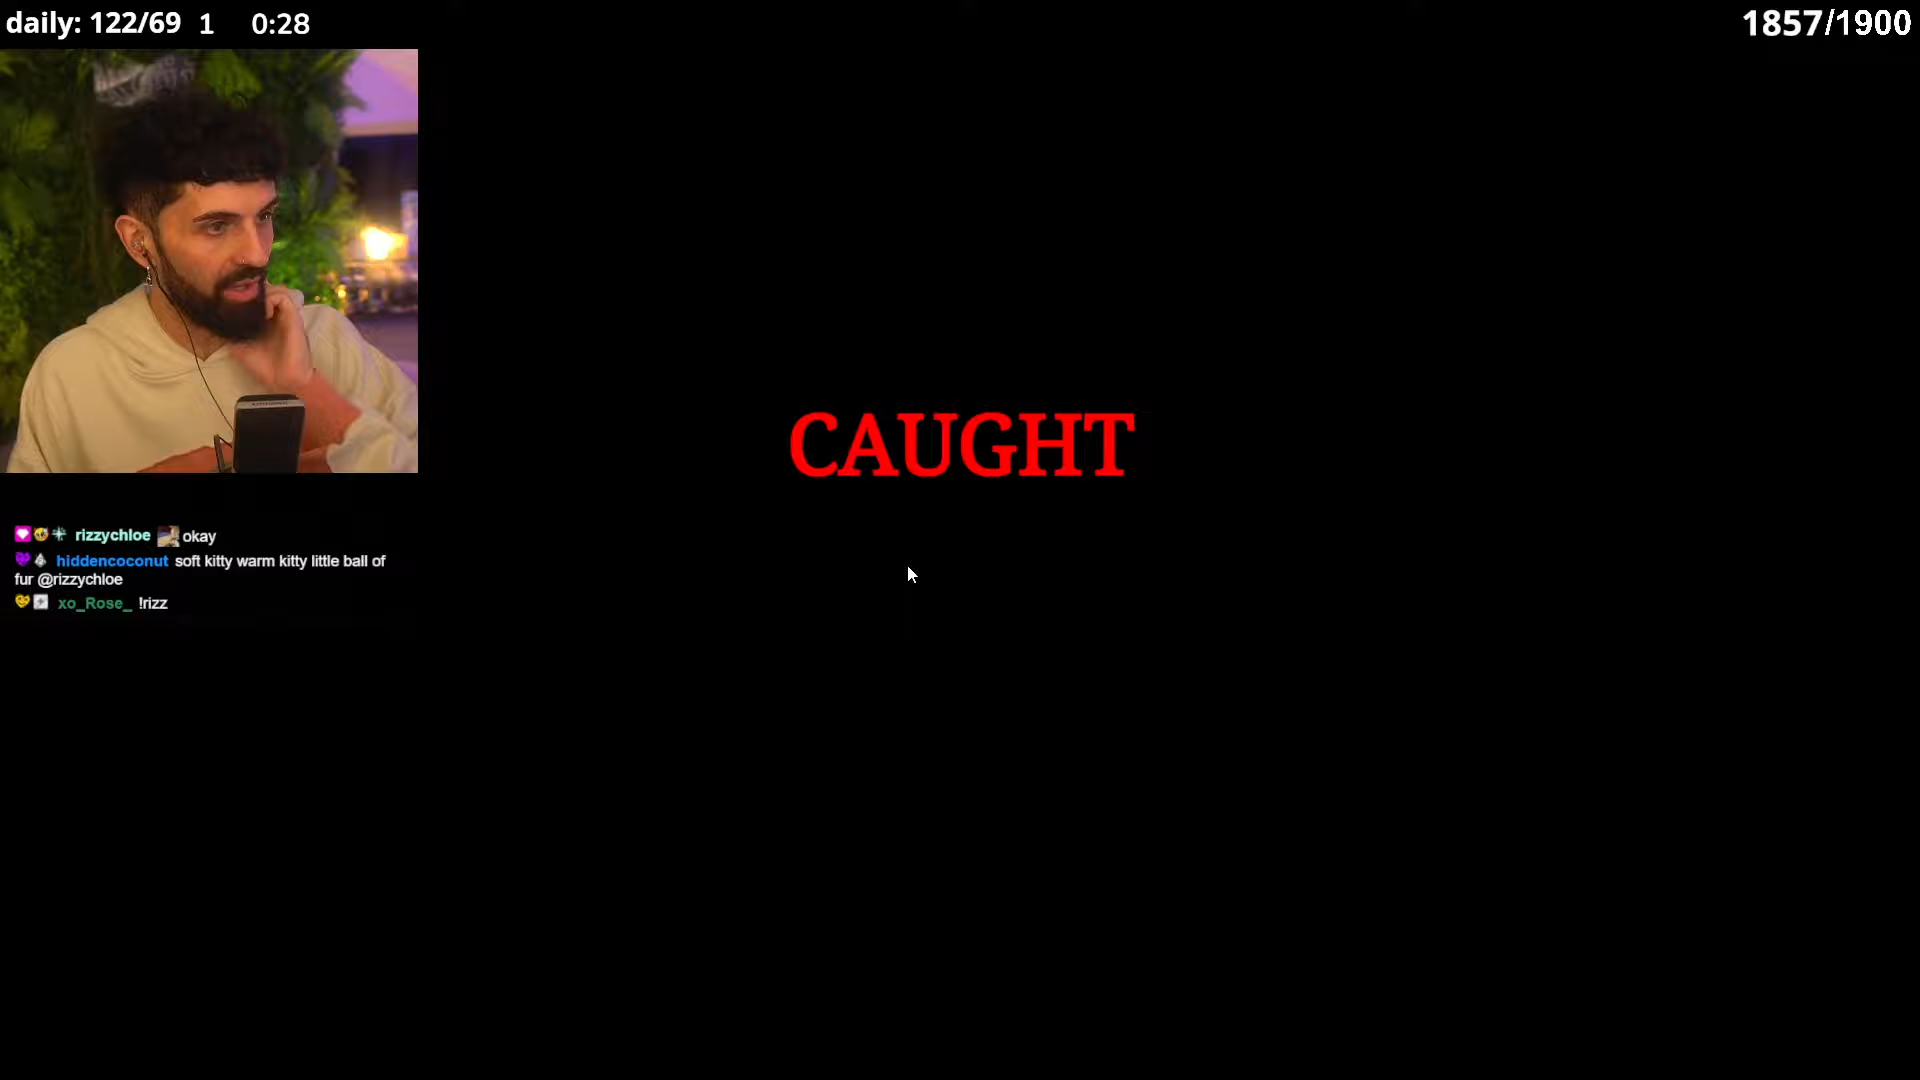 daily: 122/69 1 0:28
1857/1900
CAUGHT
rizzychloe okay
hiddencoconut soft kitty warm kitty little ball of
fur @rizzychloe
xo_Rose_ !rizz